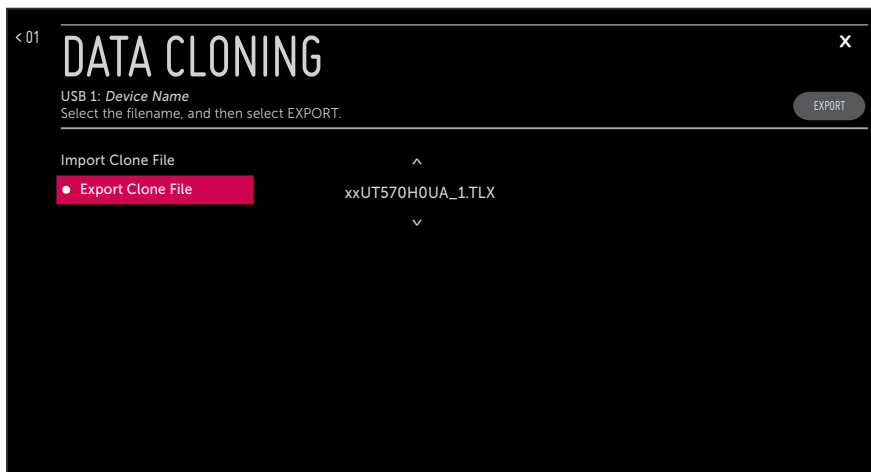 < 01
DATA CLONING
X
USB 1: Device Name
Select the filename, and then select EXPORT.
EXPORT
Import Clone File
Export Clone File
xxUT570H0UA_1.TLX